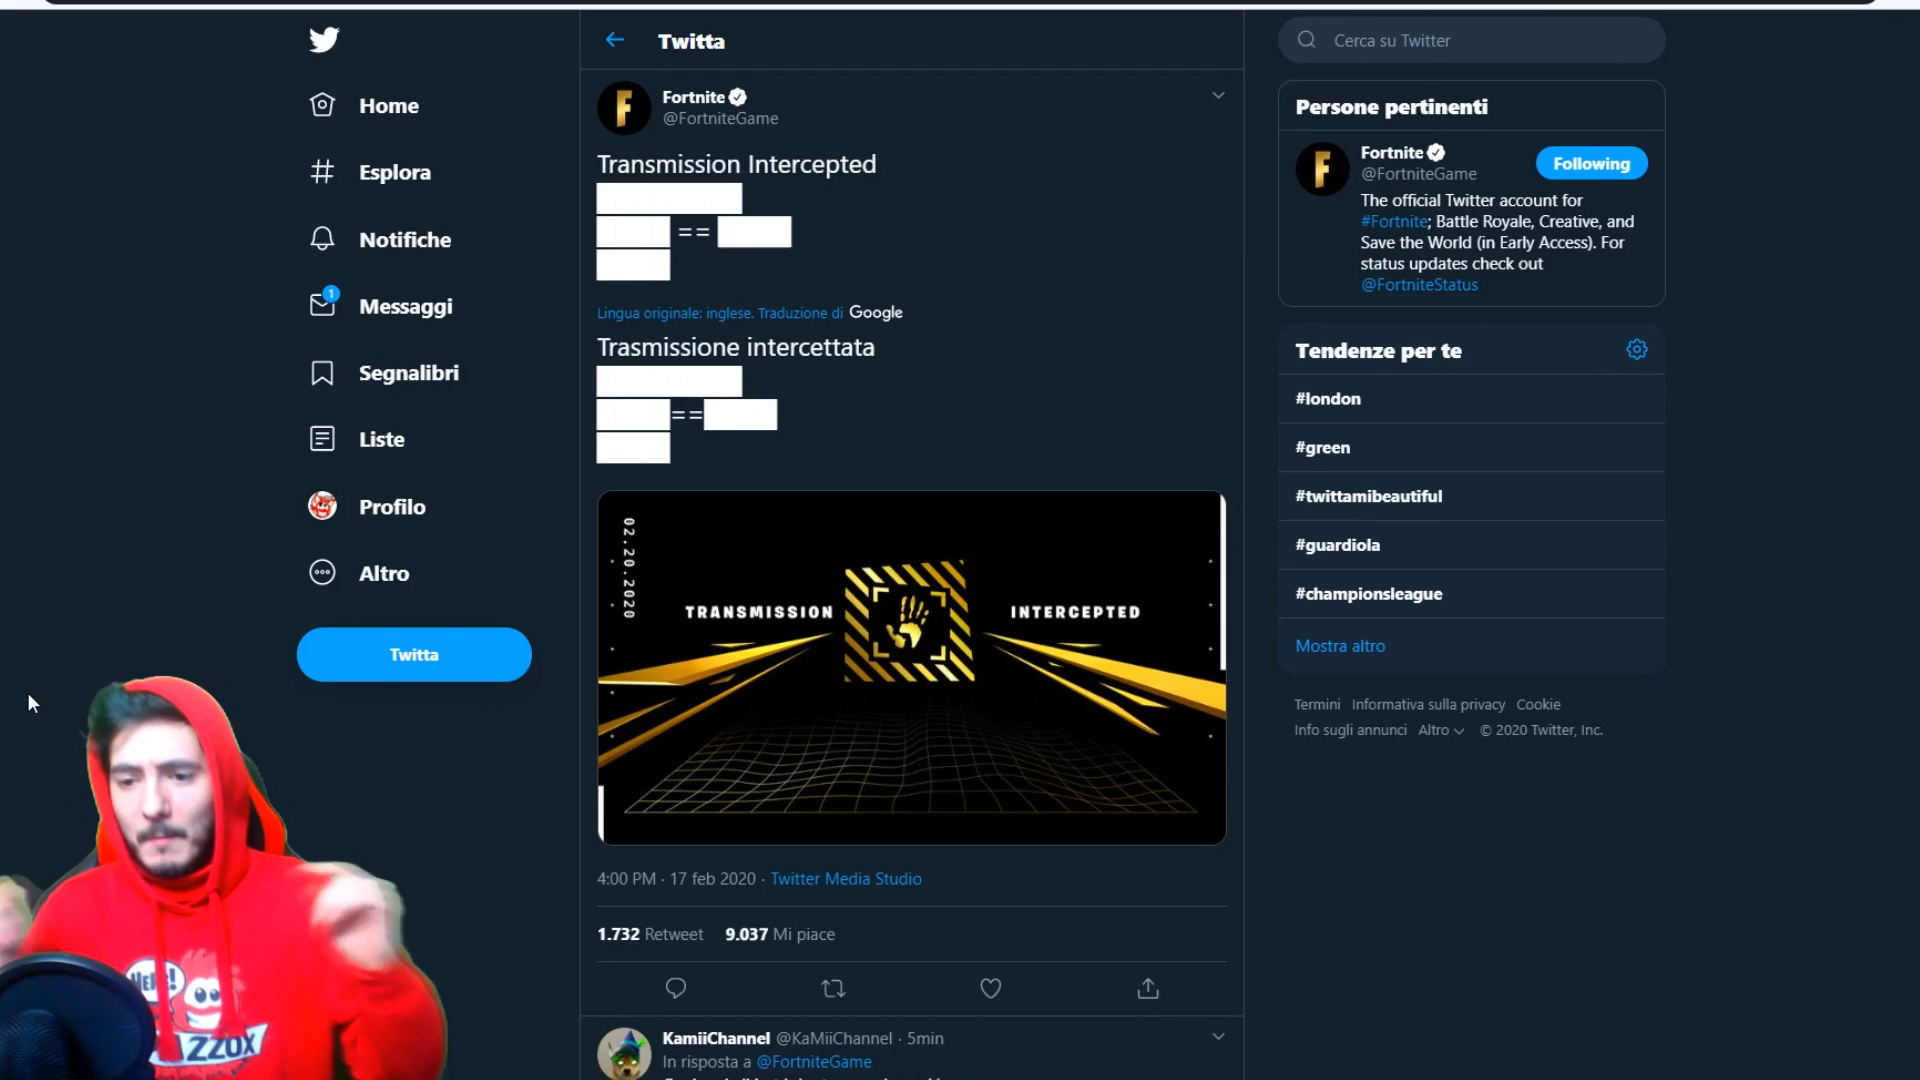 Home
Esplora
Notifiche
1
Messaggi
Segnalibri
Liste
Profilo
Altro
Twitta
Twitta
Fortnite
@FortniteGame
Transmission Intercepted
==
Lingua originale: inglese. Traduzione di Google
Trasmissione intercettata
==
02.20.2020
TRANSMISSION INTERCEPTED
4:00 PM · 17 feb 2020 · Twitter Media Studio
1.732 Retweet 9.037 Mi piace
KamiiChannel @KaMiiChannel · 5min
In risposta a @FortniteGame
Cerca su Twitter
Persone pertinenti
Fortnite
@FortniteGame
Following
The official Twitter account for
#Fortnite; Battle Royale, Creative, and
Save the World (in Early Access). For
status updates check out
@FortniteStatus
Tendenze per te
#london
#green
#twittamibeautiful
#guardiola
#championsleague
Mostra altro
Termini Informativa sulla privacy Cookie
Info sugli annunci Altro © 2020 Twitter, Inc.